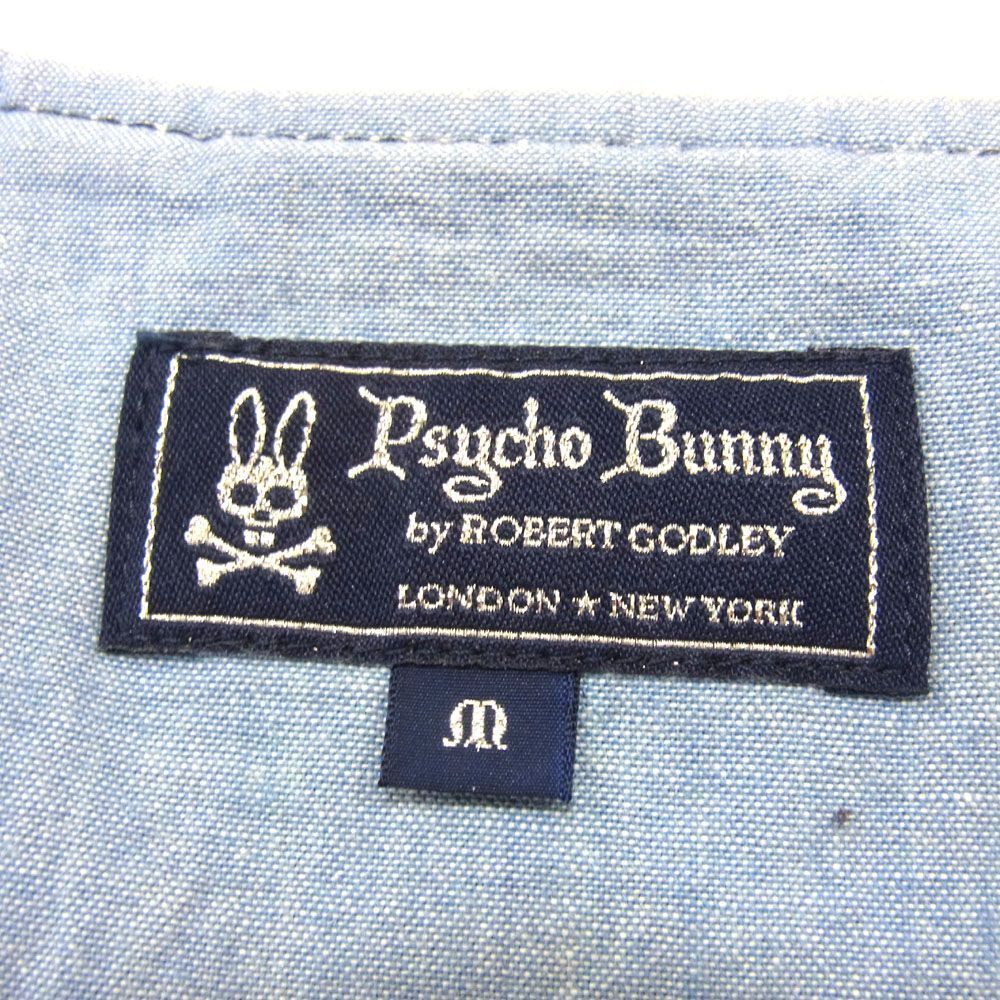 Psycho Bunny
by ROBERT GODLEY
LONDON ★ NEW YORK
M